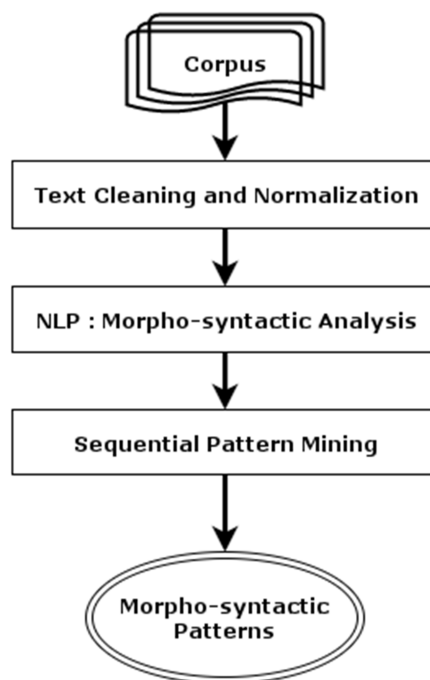 Corpus
Text Cleaning and Normalization
NLP : Morpho-syntactic Analysis
Sequential Pattern Mining
Morpho-syntactic
Patterns